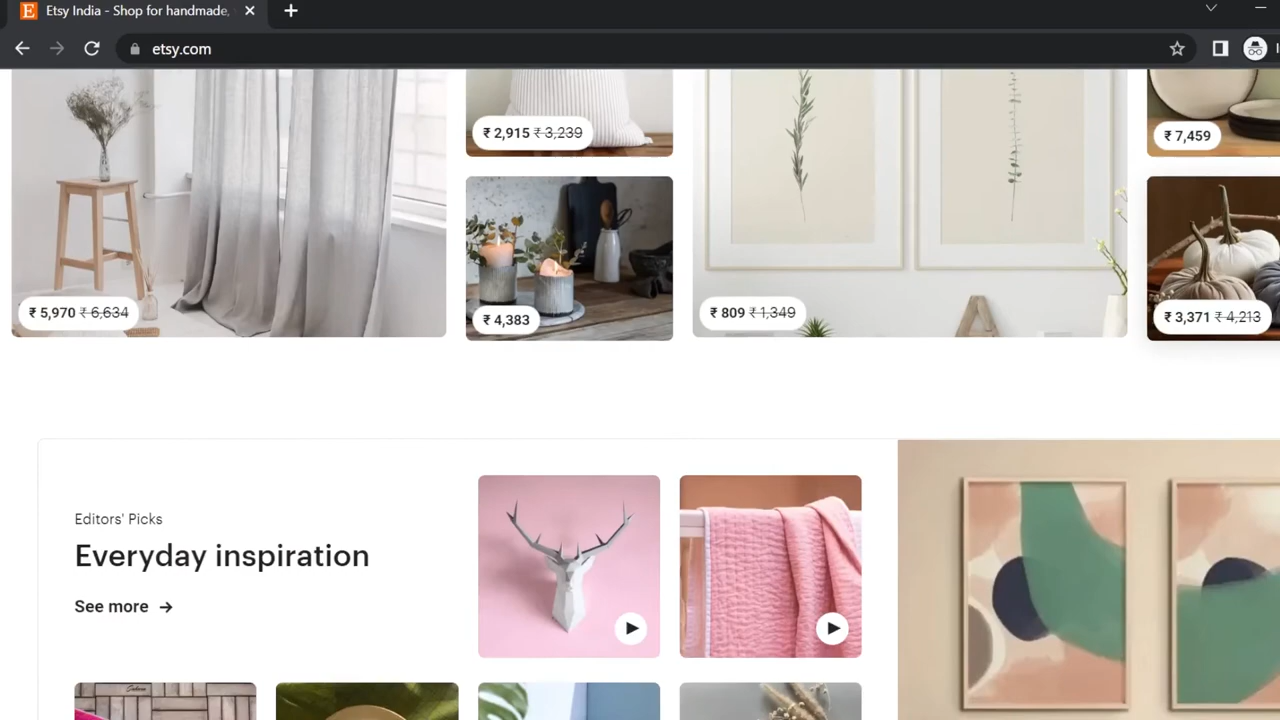 Etsy India - Shop for handmade,
etsy.com
₹ 2,915 ₹ 3,239
₹ 7,459
₹ 5,970 ₹ 6,634
₹ 4,383
₹ 809 ₹ 1,349
₹ 3,371 ₹ 4,213
Editors' Picks
Everyday inspiration
See more